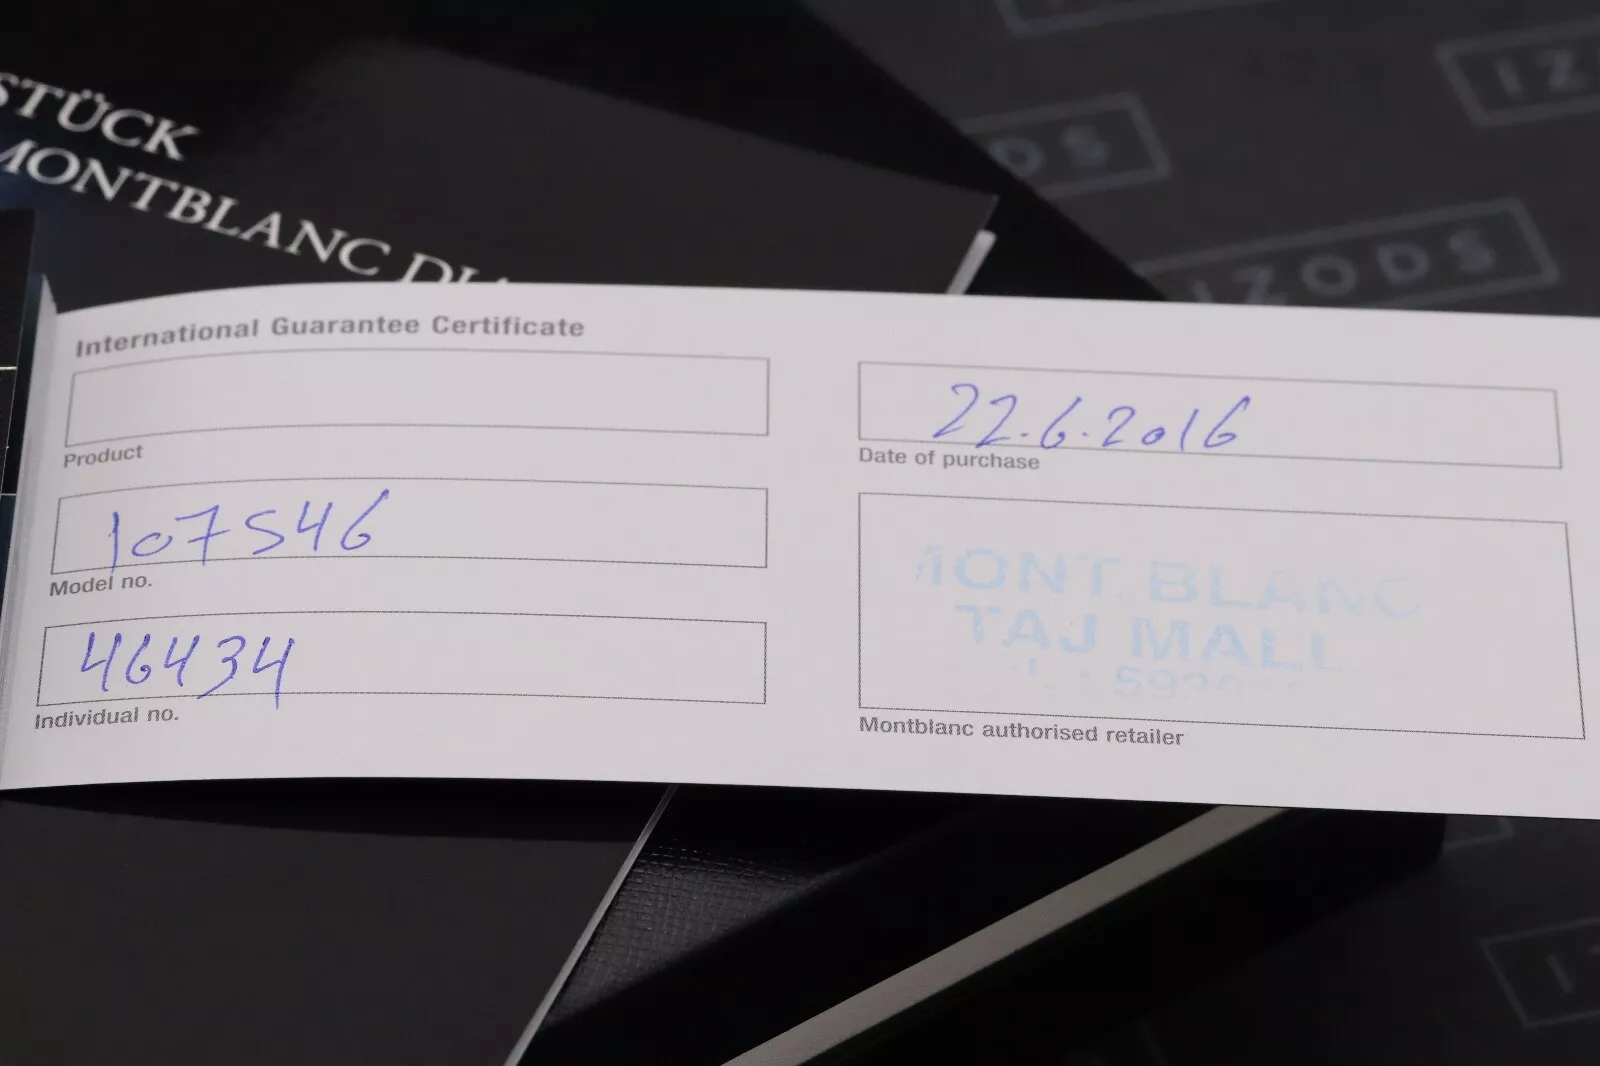 STÜCK
MONTBLANC
IZODS
International Guarantee Certificate
Product
107546
Model no.
46434
Individual no.
22.6.2016
Date of purchase
MONT BLANC
TAJ MALL
Montblanc authorised retailer